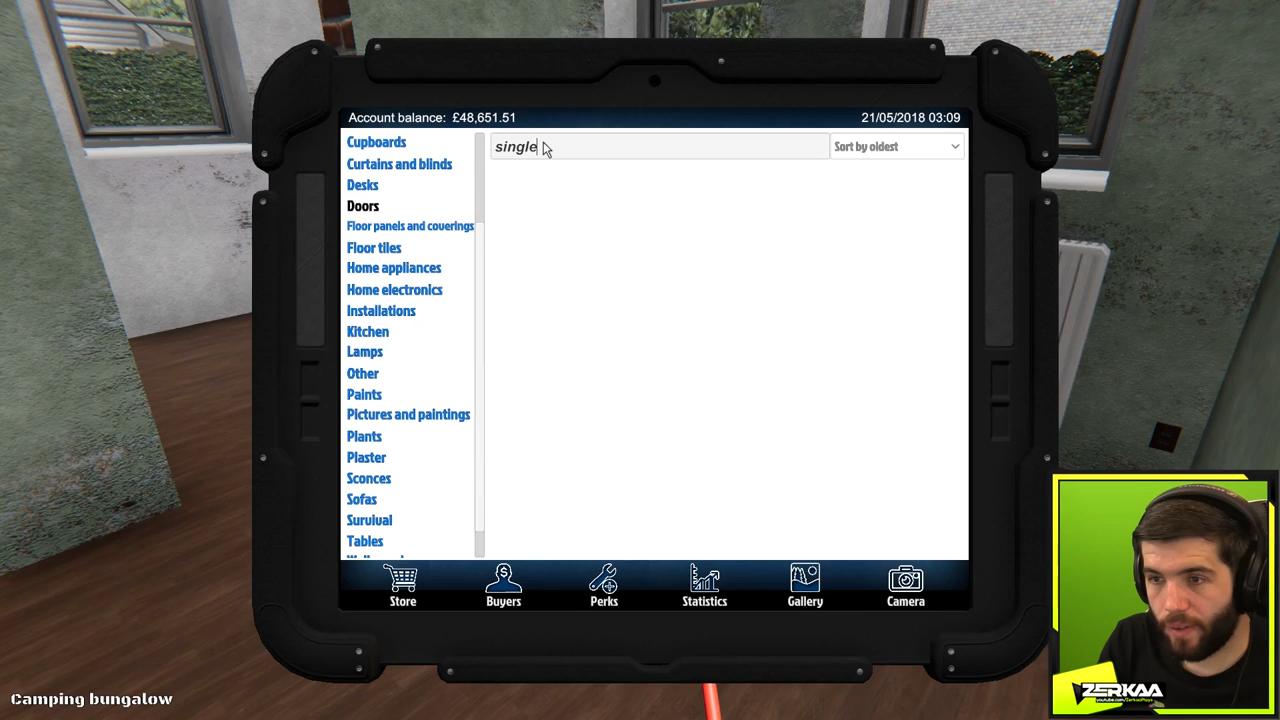 Account balance: £48,651.51
21/05/2018 03:09
Cupboards
Curtains and blinds
Desks
Doors
Floor panels and coverings
Floor tiles
Home appliances
Home electronics
Installations
Kitchen
Lamps
Other
Paints
Pictures and paintings
Plants
Plaster
Sconces
Sofas
Survival
Tables
single
Sort by oldest
Store
Buyers
Perks
Statistics
Gallery
Camera
Camping bungalow
ZERKAA